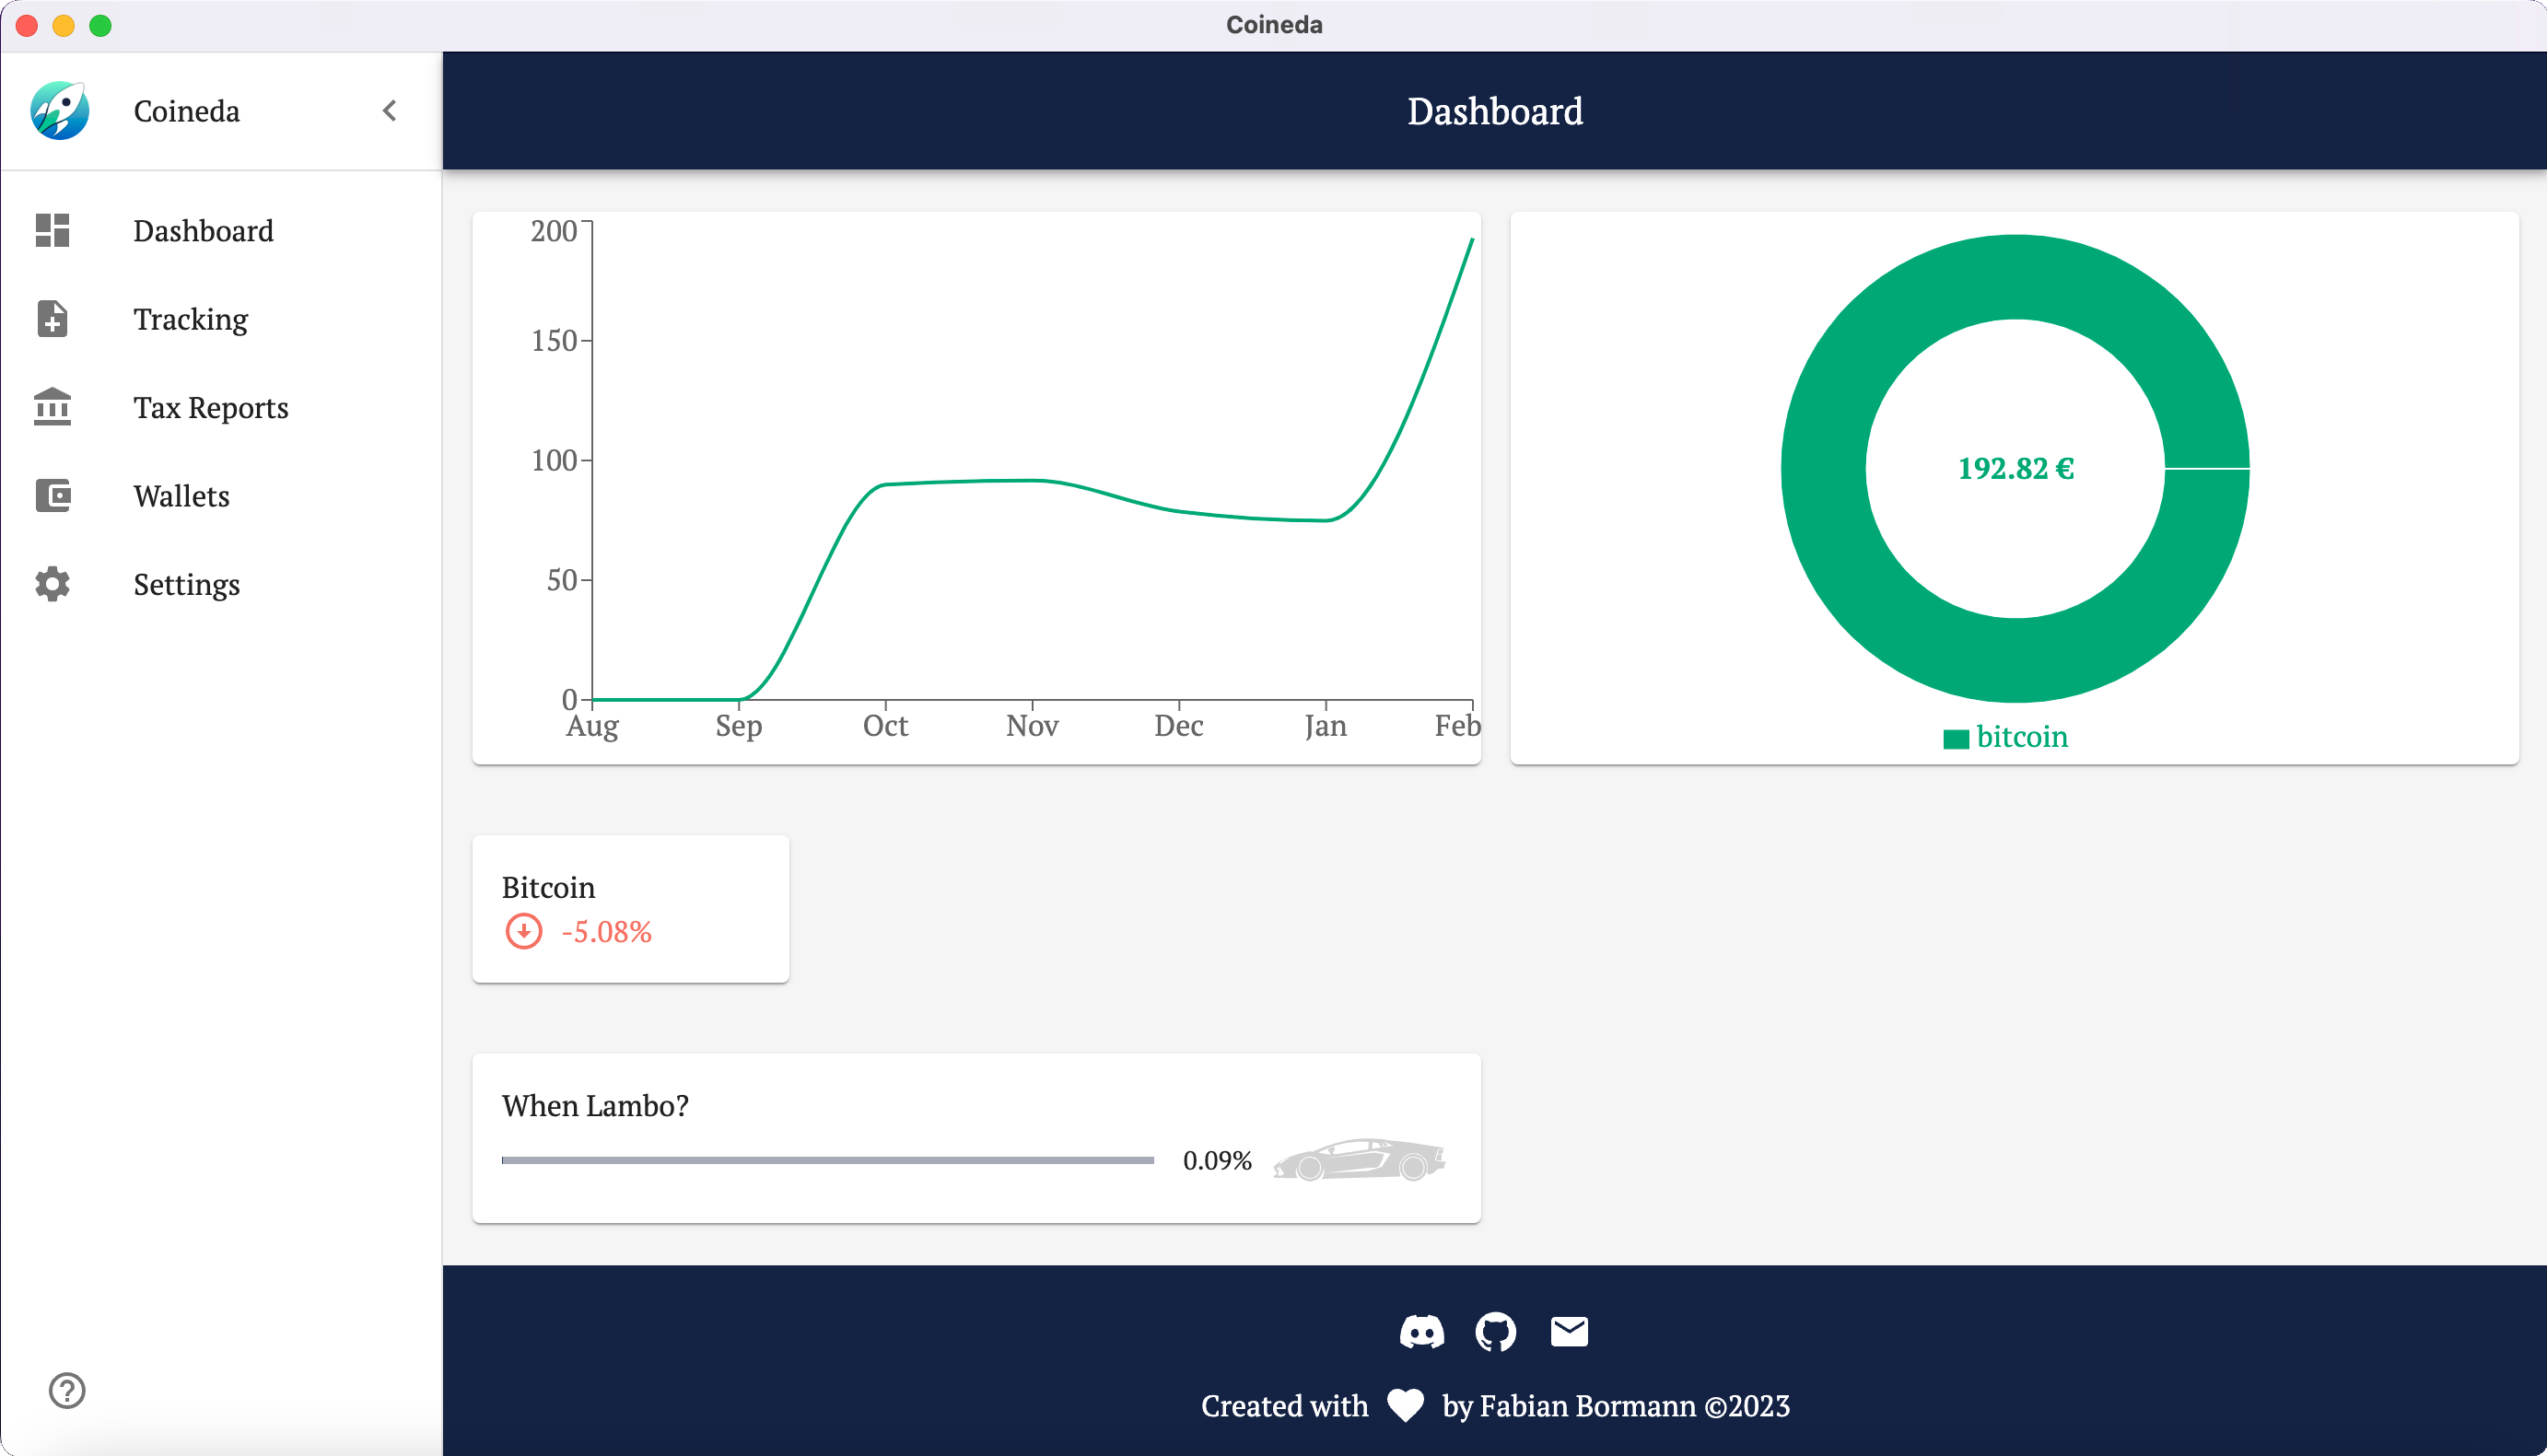 Coineda
Coineda
Dashboard
Dashboard
Tracking
Tax Reports
Wallets
Settings
200
150
100
50
0
Aug Sep Oct Nov Dec Jan Feb
192.82 €
bitcoin
Bitcoin
-5.08%
When Lambo?
0.09%
Created with by Fabian Bormann ©2023